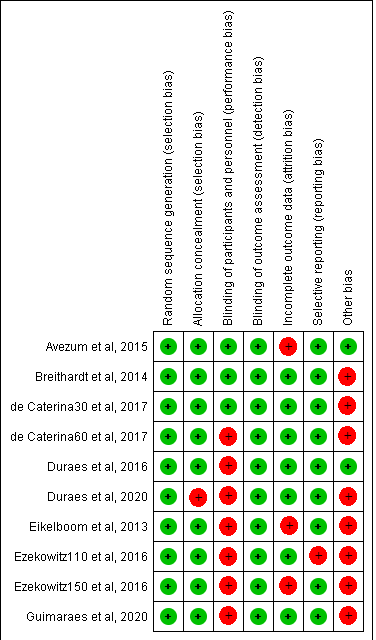 Random sequence generation (selection bias)
Allocation concealment (selection bias)
Blinding of participants and personnel (performance bias)
Blinding of outcome assessment (detection bias)
Incomplete outcome data (attrition bias)
Selective reporting (reporting bias)
Other bias
Avezum et al, 2015 + + + + + + +
Breithardt et al, 2014 + + + + + + +
de Caterina30 et al, 2017 + + + + + + +
de Caterina60 et al, 2017 + + + + + + +
Duraes et al, 2016 + + + + + + +
Duraes et al, 2020 + + + + + + +
Eikelboom et al, 2013 + + + + + + +
Ezekowitz110 et al, 2016 + + + + + + +
Ezekowitz150 et al, 2016 + + + + + + +
Guimaraes et al, 2020 + + + + + + +